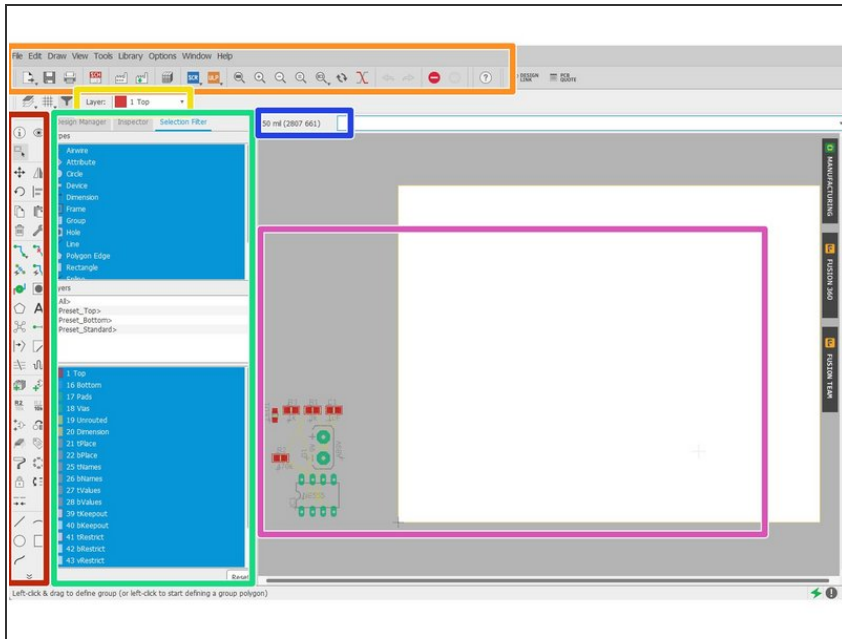 File Edit Draw View Tools Library Options Window Help
SCR ULP
DESIGN LINK PCB QUOTE
Layer: 1 Top
esign Manager Inspector Selection Filter
50 mil (2807 661)
ypes
Airwire
Attribute
Circle
Device
Dimension
Frame
Group
Hole
Line
Polygon Edge
Rectangle
Spline
ayers
All>
Preset_Top>
Preset_Bottom>
Preset_Standard>
1 Top
16 Bottom
17 Pads
18 Vias
19 Unrouted
20 Dimension
21 tPlace
22 bPlace
25 tNames
26 bNames
27 tValues
28 bValues
39 tKeepout
40 bKeepout
41 tRestrict
42 bRestrict
43 vRestrict
Reset
MANUFACTURING
FUSION 360
FUSION TEAM
Left-click & drag to define group (or left-click to start defining a group polygon)